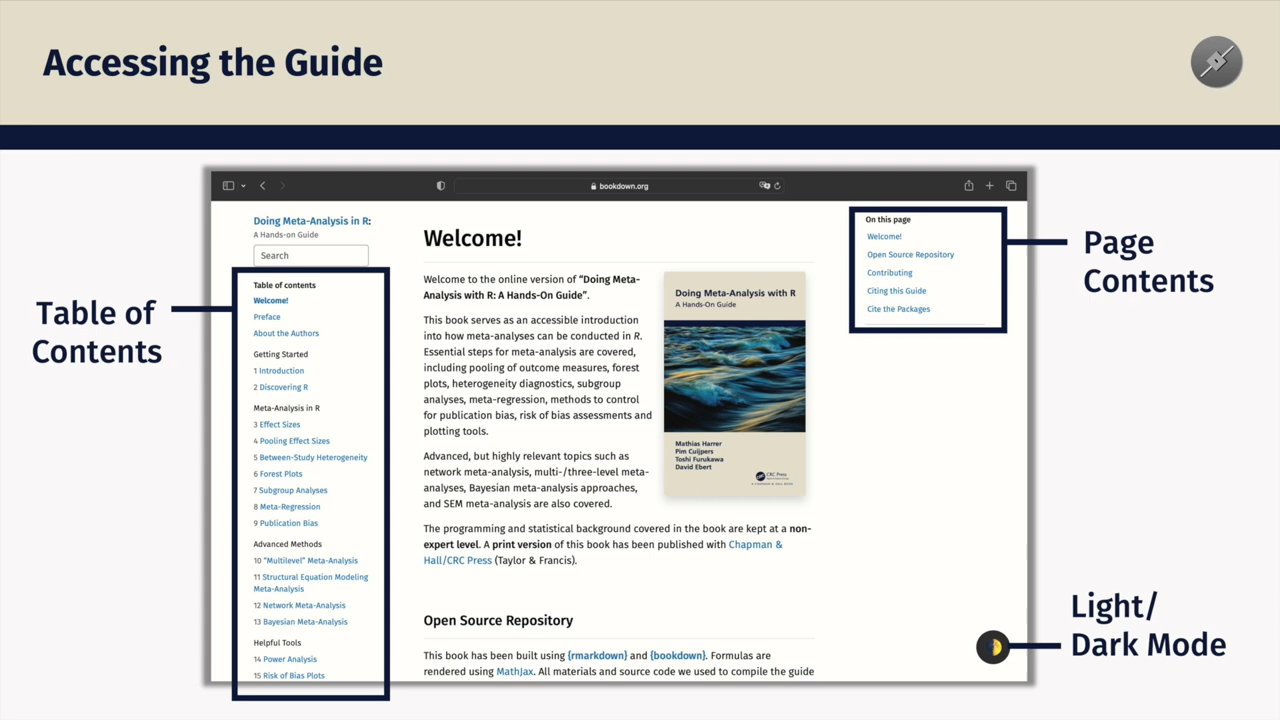 Accessing the Guide
bookdown.org
Doing Meta-Analysis in R:
A Hands-on Guide
Search
Table of contents
Welcome!
Preface
About the Authors
Getting Started
1 Introduction
2 Discovering R
Meta-Analysis in R
3 Effect Sizes
4 Pooling Effect Sizes
5 Between-Study Heterogeneity
6 Forest Plots
7 Subgroup Analyses
8 Meta-Regression
9 Publication Bias
Advanced Methods
10 “Multilevel” Meta-Analysis
11 Structural Equation Modeling
Meta-Analysis
12 Network Meta-Analysis
13 Bayesian Meta-Analysis
Helpful Tools
14 Power Analysis
15 Risk of Bias Plots
Table of
Contents
Welcome!
Welcome to the online version of “Doing Meta-
Analysis with R: A Hands-On Guide”.
This book serves as an accessible introduction
into how meta-analyses can be conducted in R.
Essential steps for meta-analysis are covered,
including pooling of outcome measures, forest
plots, heterogeneity diagnostics, subgroup
analyses, meta-regression, methods to control
for publication bias, risk of bias assessments and
plotting tools.
Advanced, but highly relevant topics such as
network meta-analysis, multi-/three-level meta-
analyses, Bayesian meta-analysis approaches,
and SEM meta-analysis are also covered.
The programming and statistical background covered in the book are kept at a non-
expert level. A print version of this book has been published with Chapman &
Hall/CRC Press (Taylor & Francis).
Open Source Repository
This book has been built using {rmarkdown} and {bookdown}. Formulas are
rendered using MathJax. All materials and source code we used to compile the guide
Doing Meta-Analysis with R
A Hands-On Guide
Mathias Harrer
Pim Cuijpers
Toshi Furukawa
David Ebert
CRC Press
On this page
Welcome!
Open Source Repository
Contributing
Citing this Guide
Cite the Packages
Page
Contents
Light/
Dark Mode